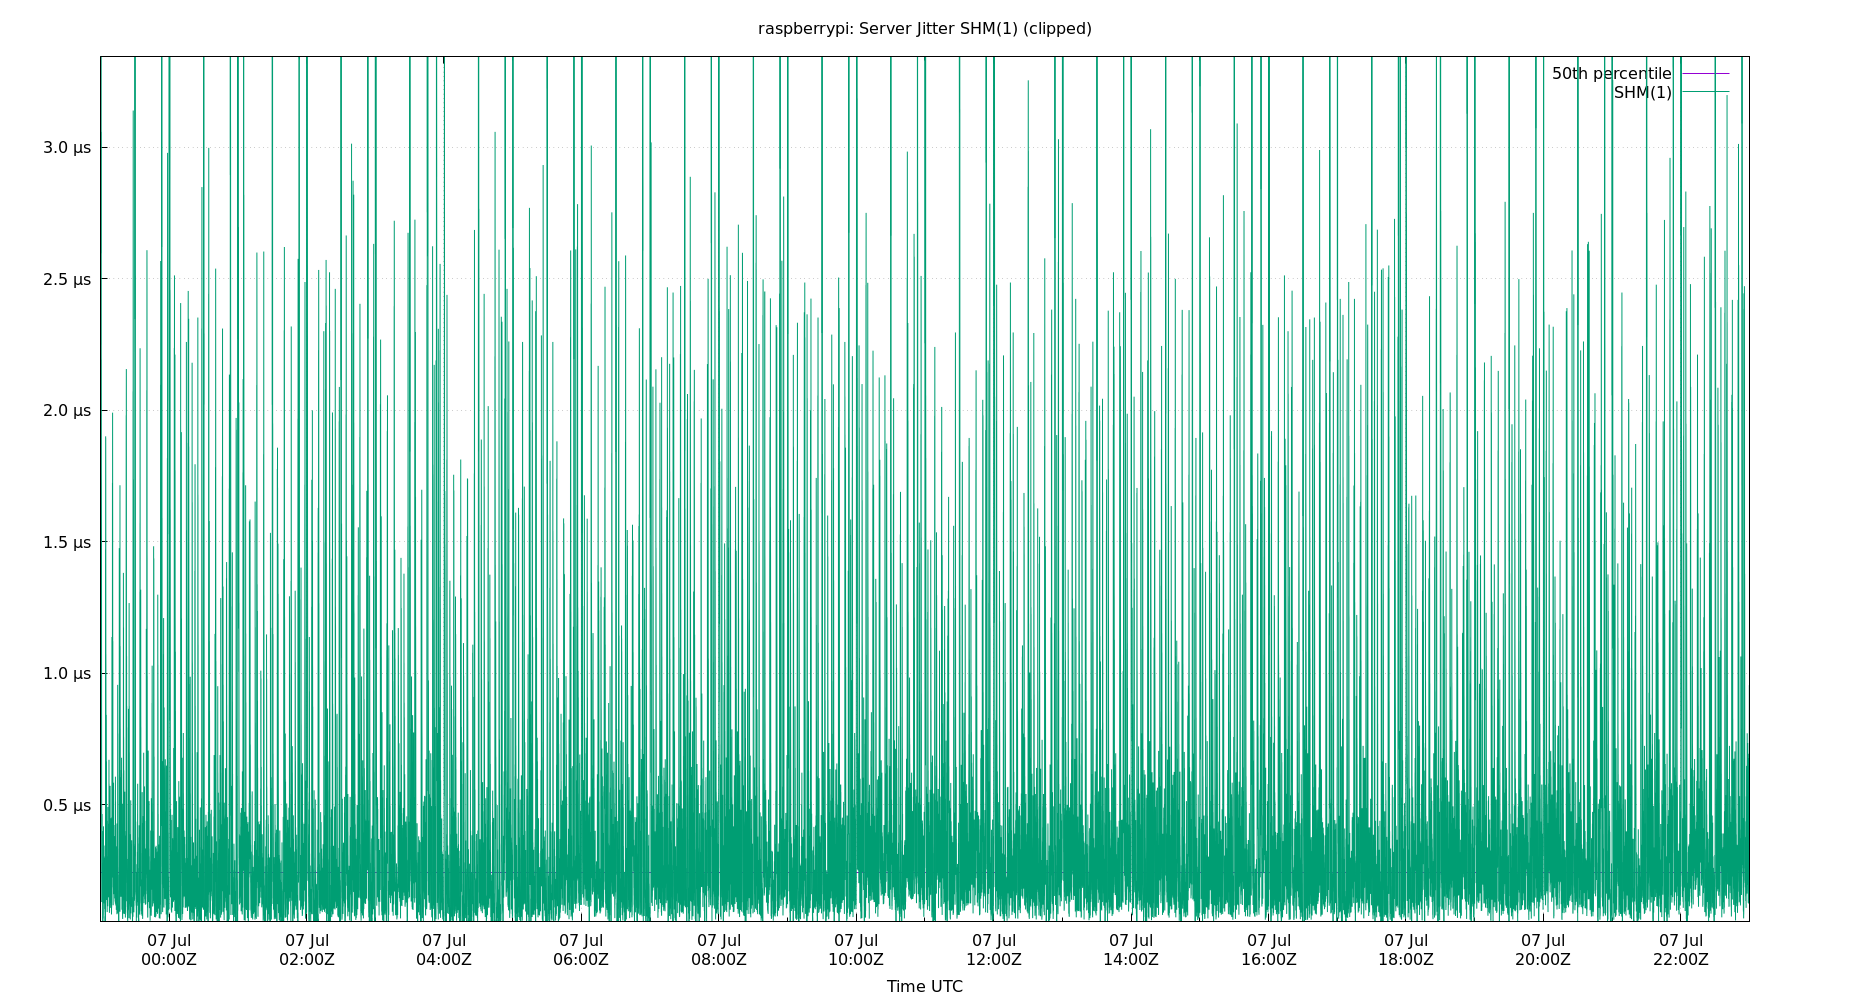 raspberrypi: Server Jitter SHM(1) (clipped)
50th percentile
SHM(1)
3.0 µs
2.5 µs
2.0 µs
1.5 µs
1.0 µs
0.5 µs
07 Jul 07 Jul 07 Jul 07 Jul 07 Jul 07 Jul 07 Jul 07 Jul 07 Jul 07 Jul 07 Jul 07 Jul
00:00Z 02:00Z 04:00Z 06:00Z 08:00Z 10:00Z 12:00Z 14:00Z 16:00Z 18:00Z 20:00Z 22:00Z
Time UTC